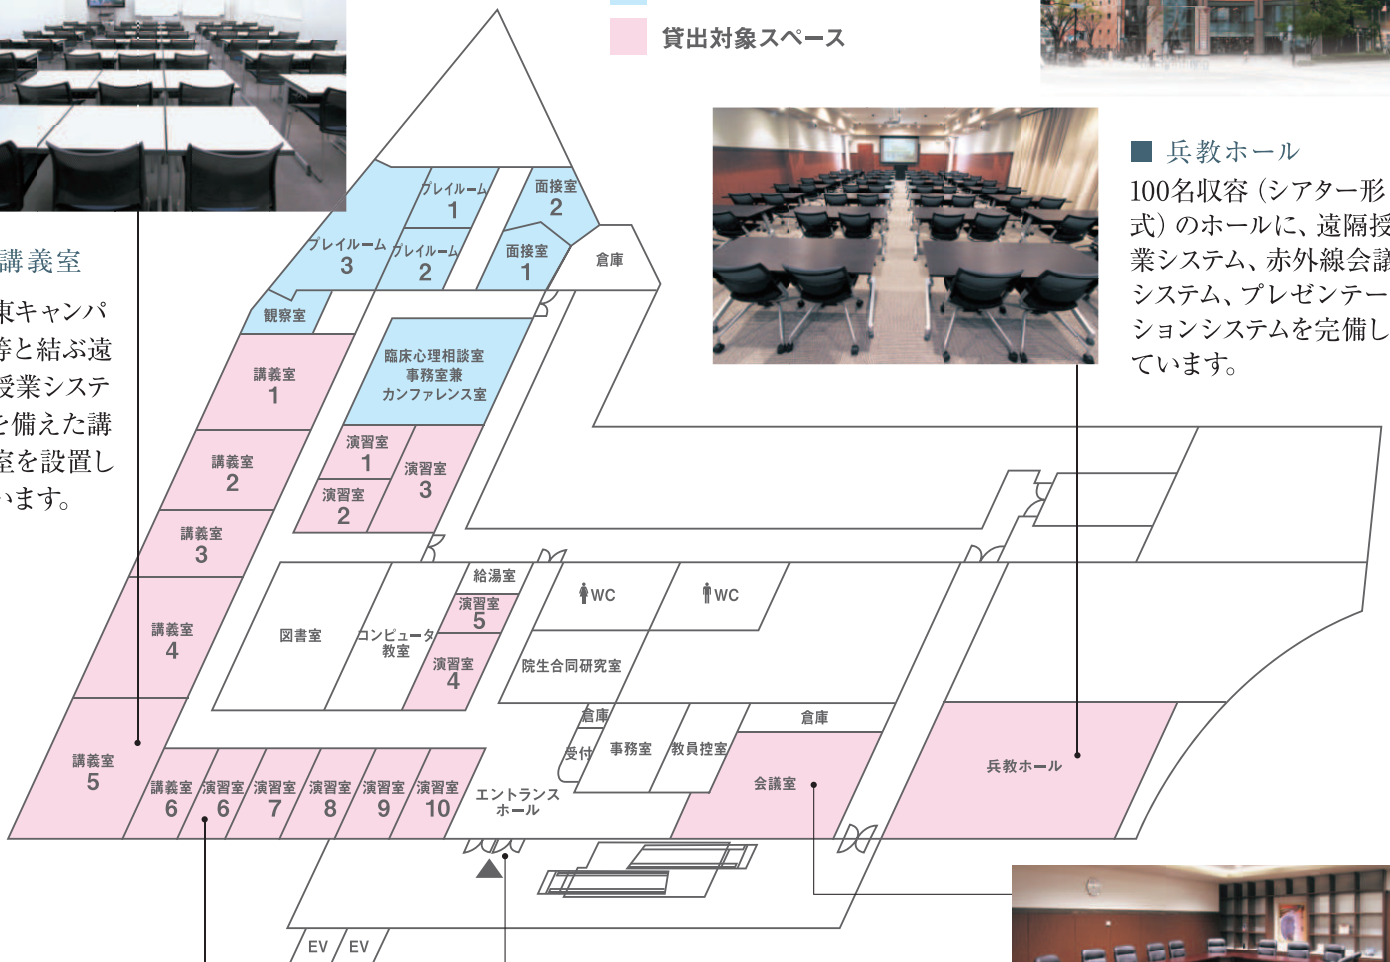 貸出対象スペース
■ 兵教ホール
100名収容（シアター形
式）のホールに、遠隔授
業システム、赤外線会議
システム、プレゼンテー
ションシステムを完備し
ています。
講義室
東キャンパ
等と結ぶ遠
授業システ
を備えた講
室を設置し
います。
プレイルーム
1
面接室
2
プレイルーム
3
プレイルーム
2
面接室
1
倉庫
観察室
臨床心理相談室
事務室兼
カンファレンス室
講義室
1
演習室
1
演習室
3
講義室
2
演習室
2
講義室
3
給湯室
WC
WC
演習室
5
講義室
4
図書室
コンピュータ
教室
演習室
4
院生合同研究室
倉庫
倉庫
受付
事務室
教員控室
講義室
5
兵教ホール
会議室
講義室
6
演習室
6
演習室
7
演習室
8
演習室
9
演習室
10
エントランス
ホール
EV
EV